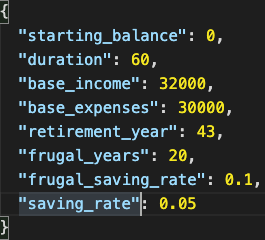 {
"starting_balance": 0,
"duration": 60,
"base_income": 32000,
"base_expenses": 30000,
"retirement_year": 43,
"frugal_years": 20,
"frugal_saving_rate": 0.1,
"saving_rate": 0.05
}